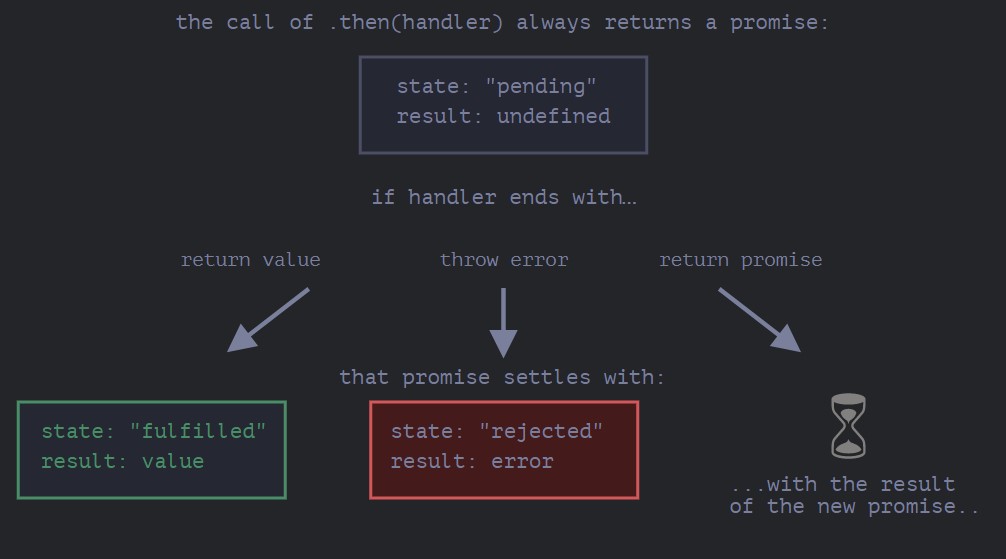 the call of .then(handler) always returns a promise:
state: "pending"
result: undefined
if handler ends with…
return value
throw error
return promise
that promise settles with:
state: "fulfilled"
result: value
state: "rejected"
result: error
...with the result
of the new promise..